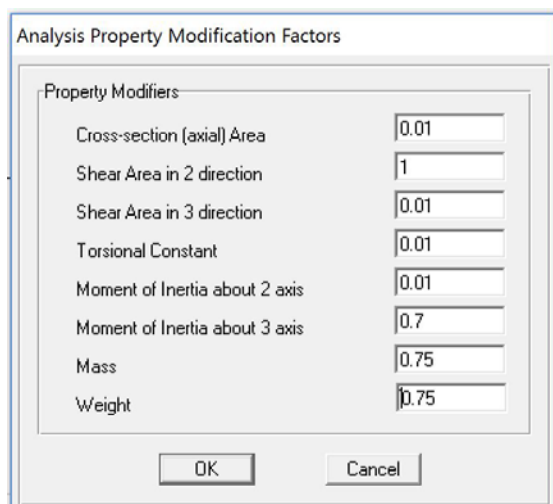 Analysis Property Modification Factors
Property Modifiers
Cross-section (axial) Area 0.01
Shear Area in 2 direction 1
Shear Area in 3 direction 0.01
Torsional Constant 0.01
Moment of Inertia about 2 axis 0.01
Moment of Inertia about 3 axis 0.7
Mass 0.75
Weight 0.75
OK Cancel